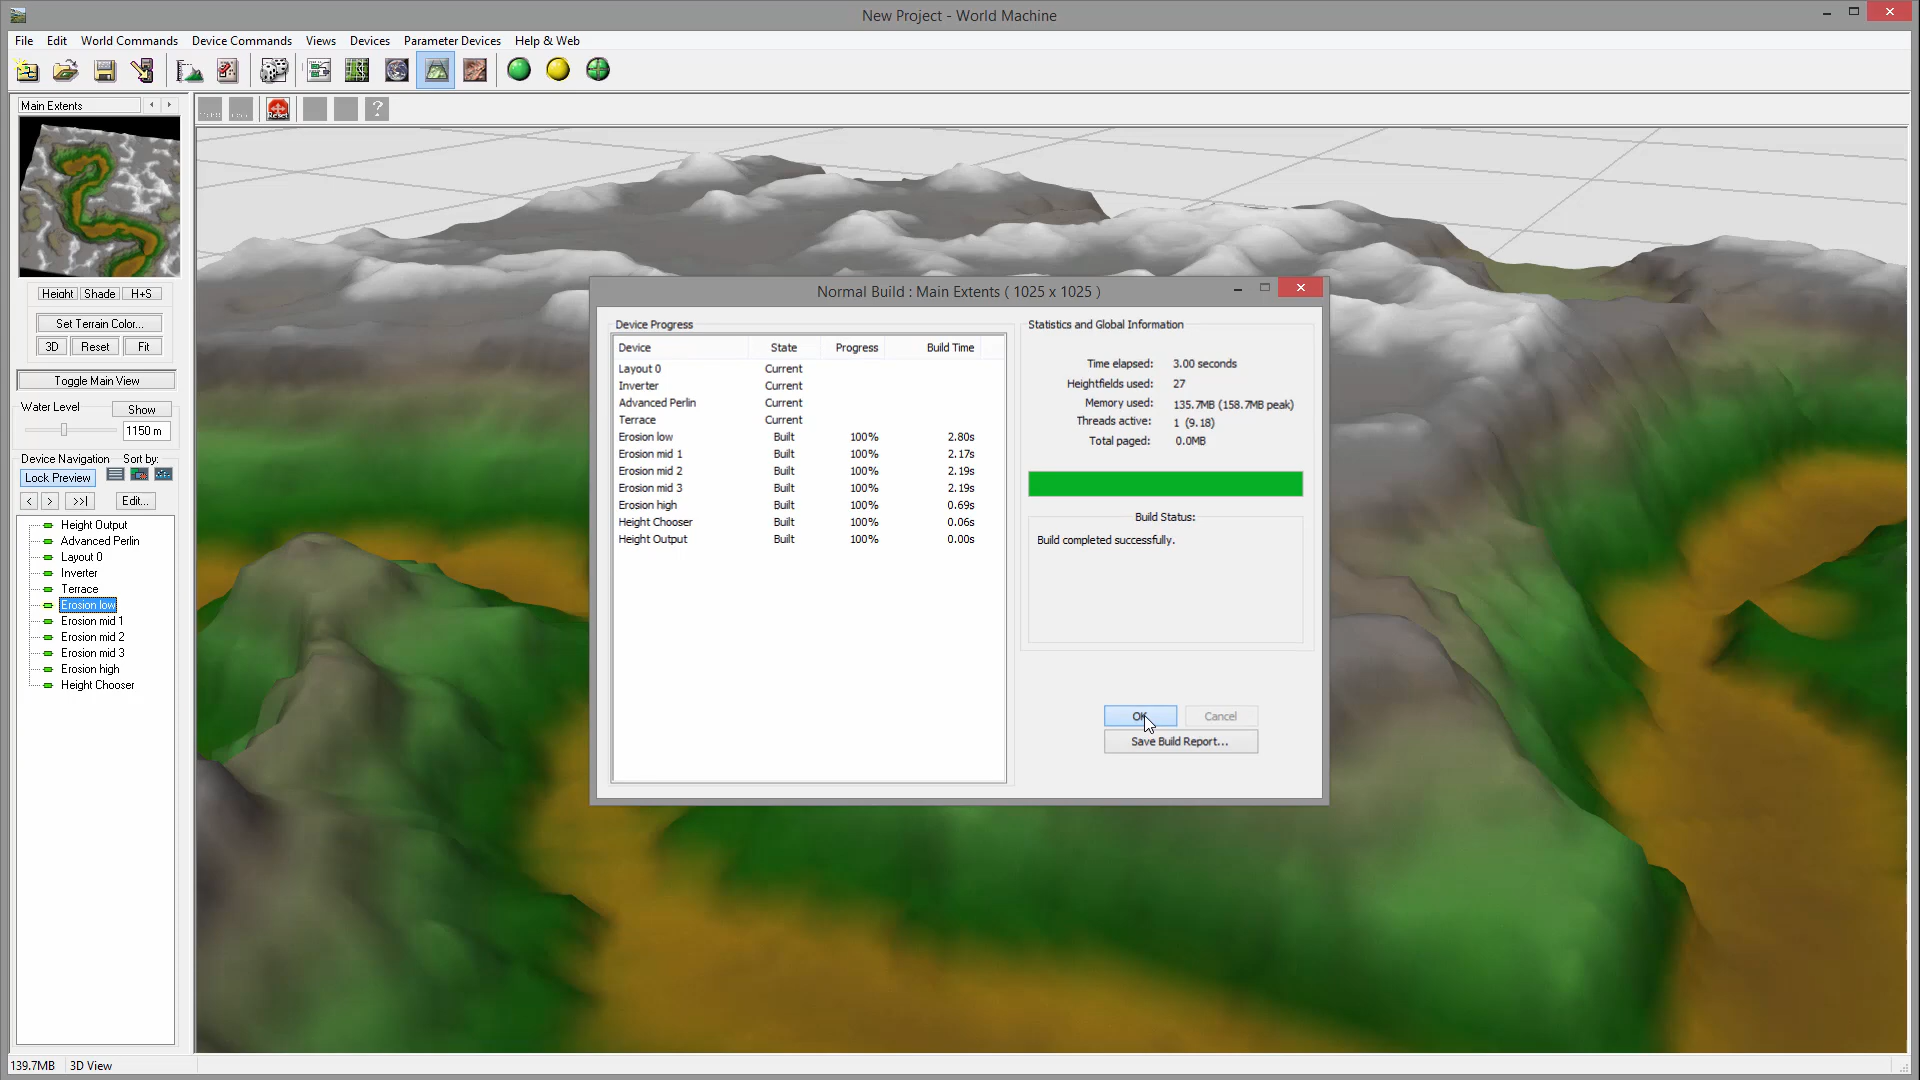 New Project - World Machine
File Edit World Commands Device Commands Views Devices Parameter Devices Help & Web
Main Extents
Reset
?
Height Shade H+S
Set Terrain Color...
3D Reset Fit
Toggle Main View
Water Level Show
1150 m
Device Navigation Sort by:
Lock Preview
< > >>| Edit...
Height Output
Advanced Perlin
Layout 0
Inverter
Terrace
Erosion low
Erosion mid 1
Erosion mid 2
Erosion mid 3
Erosion high
Height Chooser
Normal Build : Main Extents ( 1025 x 1025 )
Device Progress
Device State Progress Build Time
Layout 0 Current
Inverter Current
Advanced Perlin Current
Terrace Current
Erosion low Built 100% 2.80s
Erosion mid 1 Built 100% 2.17s
Erosion mid 2 Built 100% 2.19s
Erosion mid 3 Built 100% 2.19s
Erosion high Built 100% 0.69s
Height Chooser Built 100% 0.06s
Height Output Built 100% 0.00s
Statistics and Global Information
Time elapsed: 3.00 seconds
Heightfields used: 27
Memory used: 135.7MB (158.7MB peak)
Threads active: 1 (9.18)
Total paged: 0.0MB
Build Status:
Build completed successfully.
OK Cancel
Save Build Report...
139.7MB 3D View